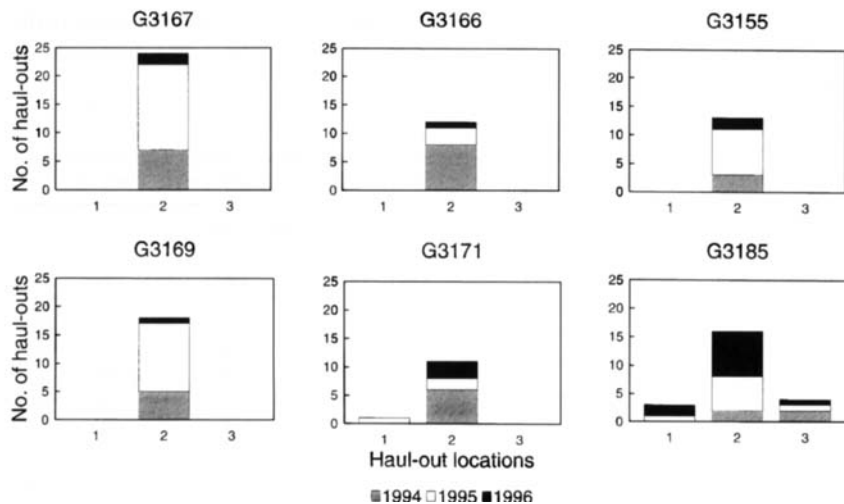 G3167 G3166 G3155
No. of haul-outs
25 25 25
20 20 20
15 15 15
10 10 10
5 5 5
0 0 0
1 2 3 1 2 3 1 2 3
G3169 G3171 G3185
No. of haul-outs
25 25 25
20 20 20
15 15 15
10 10 10
5 5 5
0 0 0
1 2 3 1 2 3 1 2 3
Haul-out locations
1994 1995 1996